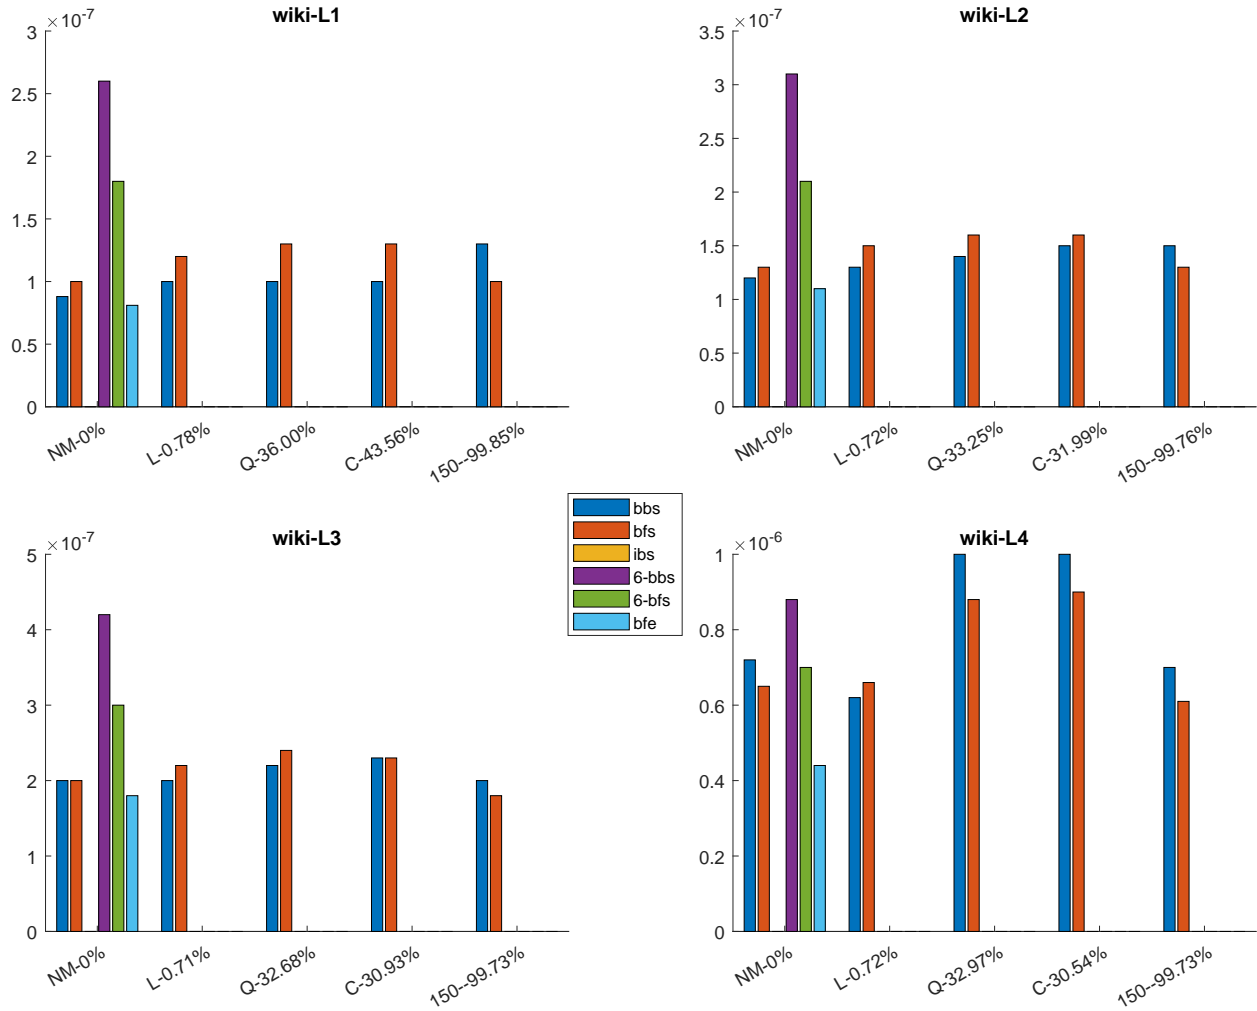 wiki-L1
×10-7
3
2.5
2
1.5
1
0.5
0
NM-0%
L-0.78%
Q-36.00%
C-43.56%
150--99.85%
wiki-L2
×10-7
3.5
3
2.5
2
1.5
1
0.5
0
NM-0%
L-0.72%
Q-33.25%
C-31.99%
150--99.76%
bbs
bfs
ibs
6-bbs
6-bfs
bfe
wiki-L3
×10-7
5
4
3
2
1
0
NM-0%
L-0.71%
Q-32.68%
C-30.93%
150--99.73%
wiki-L4
×10-6
1
0.8
0.6
0.4
0.2
0
NM-0%
L-0.72%
Q-32.97%
C-30.54%
150--99.73%